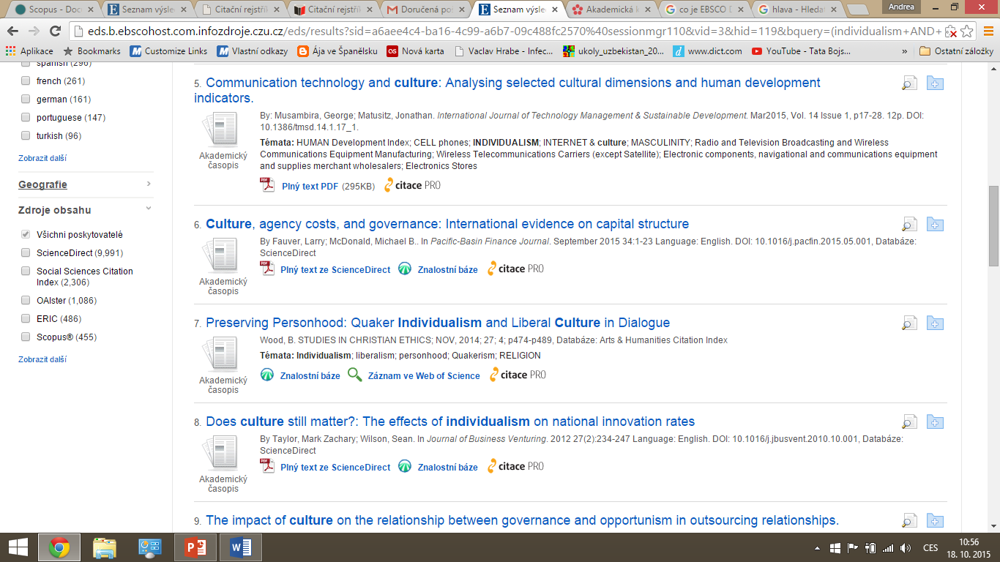 Scopus - Doc
Seznam výsle
Citační rejstřík
Citační rejstřík
Doručená po
Seznam výsle
Akademická k
co je EBSCO D
hlava - Hledat
Andrea
eds.b.ebscohost.com.infozdroje.czu.cz/eds/results?sid=a6aee4c4-ba16-4c99-a6b7-09c488fc2570%40sessionmgr110&vid=3&hid=119&bquery=(individualism+AND+
Aplikace
Bookmarks
Customize Links
Vlastní odkazy
Ája ve Španělsku
Nová karta
Vaclav Hrabe - Infec...
ukoly_uzbekistan_20...
www.dict.com
YouTube - Tata Bojs...
»
Ostatní záložky
spanish (296)
french (261)
german (161)
portuguese (147)
turkish (96)
Zobrazit další
Geografie
Zdroje obsahu
Všichni poskytovatelé
ScienceDirect (9,991)
Social Sciences Citation
Index (2,306)
OAIster (1,086)
ERIC (486)
Scopus® (455)
Zobrazit další
5. Communication technology and culture: Analysing selected cultural dimensions and human development
indicators.
Akademický
časopis
By: Musambira, George; Matusitz, Jonathan. International Journal of Technology Management & Sustainable Development. Mar2015, Vol. 14 Issue 1, p17-28. 12p. DOI:
10.1386/tmsd.14.1.17_1.
Témata: HUMAN Development Index; CELL phones; INDIVIDUALISM; INTERNET & culture; MASCULINITY; Radio and Television Broadcasting and Wireless
Communications Equipment Manufacturing; Wireless Telecommunications Carriers (except Satellite); Electronic components, navigational and communications equipment
and supplies merchant wholesalers; Electronics Stores
PDF Plný text PDF (295KB) citace PRO
6. Culture, agency costs, and governance: International evidence on capital structure
Akademický
časopis
By Fauver, Larry; McDonald, Michael B.. In Pacific-Basin Finance Journal. September 2015 34:1-23 Language: English. DOI: 10.1016/j.pacfin.2015.05.001, Databáze:
ScienceDirect
PDF Plný text ze ScienceDirect Znalostní báze citace PRO
7. Preserving Personhood: Quaker Individualism and Liberal Culture in Dialogue
Akademický
časopis
Wood, B. STUDIES IN CHRISTIAN ETHICS; NOV, 2014; 27; 4; p474-p489, Databáze: Arts & Humanities Citation Index
Témata: Individualism; liberalism; personhood; Quakerism; RELIGION
Znalostní báze Záznam ve Web of Science citace PRO
8. Does culture still matter?: The effects of individualism on national innovation rates
Akademický
časopis
By Taylor, Mark Zachary; Wilson, Sean. In Journal of Business Venturing. 2012 27(2):234-247 Language: English. DOI: 10.1016/j.jbusvent.2010.10.001, Databáze:
ScienceDirect
PDF Plný text ze ScienceDirect Znalostní báze citace PRO
9. The impact of culture on the relationship between governance and opportunism in outsourcing relationships.
CES
10:56
18. 10. 2015